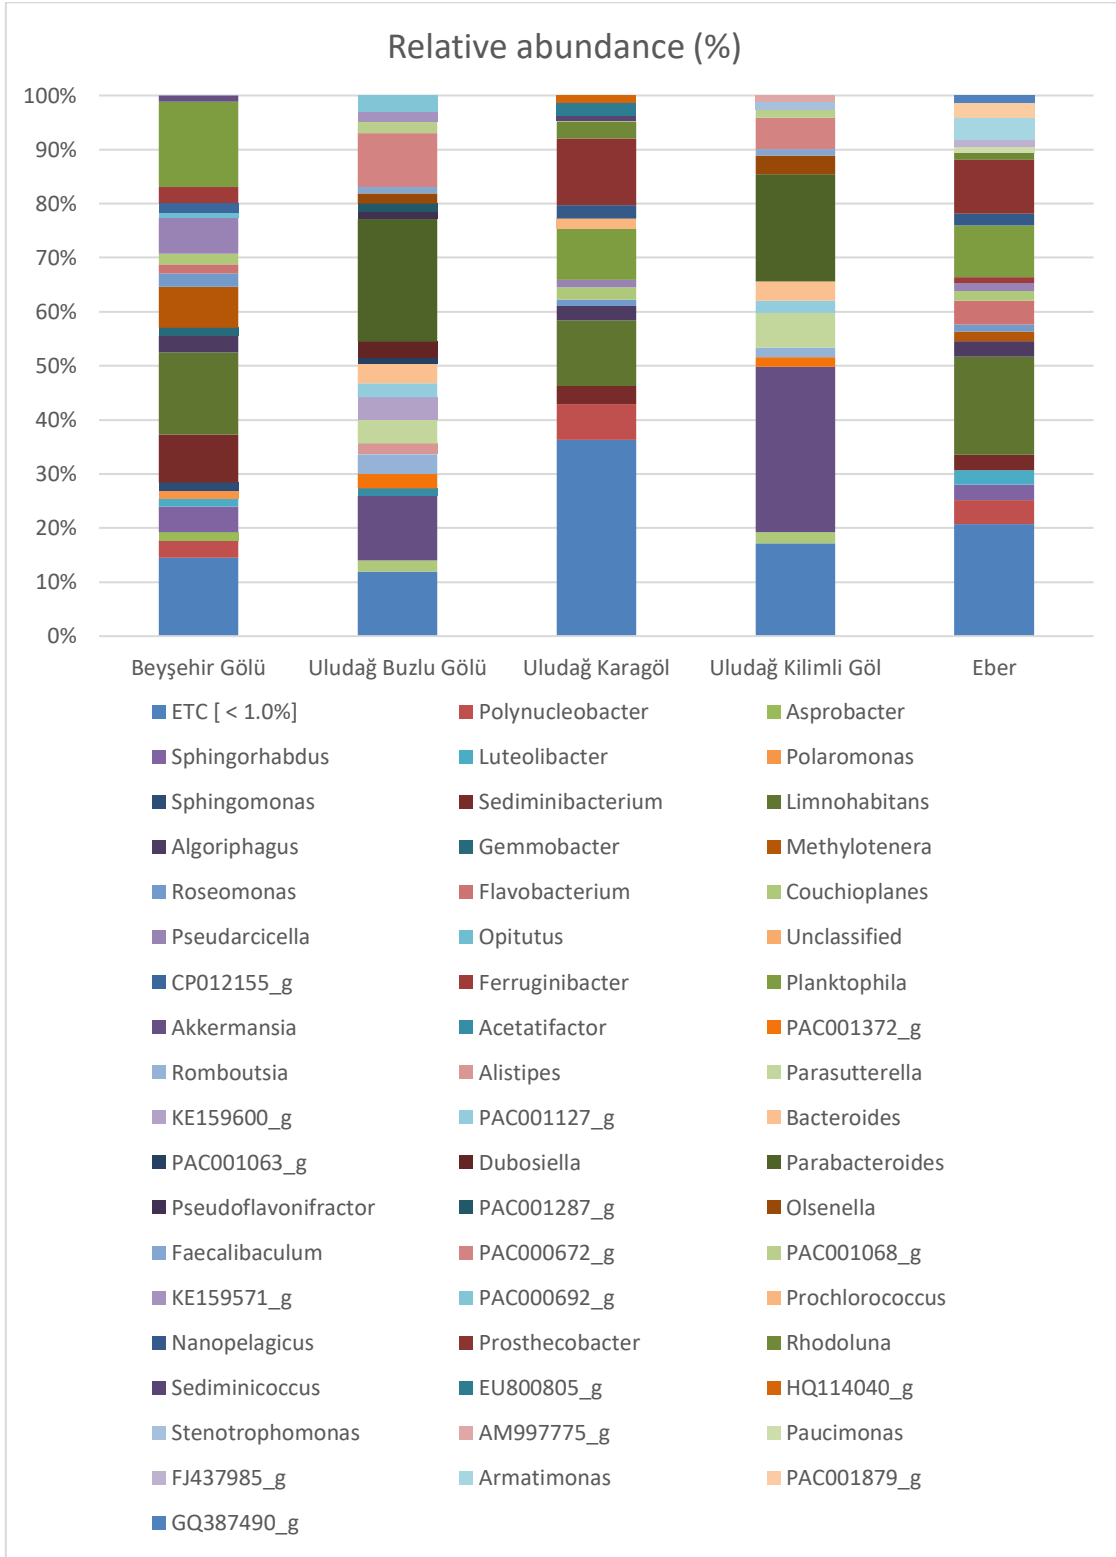 Relative abundance (%)
100%
90%
80%
70%
60%
50%
40%
30%
20%
10%
0%
Beyşehir Gölü Uludağ Buzlu Gölü Uludağ Karagöl Uludağ Kilimli Göl Eber
ETC [ < 1.0%] Polynucleobacter Asprobacter
Sphingorhabdus Luteolibacter Polaromonas
Sphingomonas Sediminibacterium Limnohabitans
Algoriphagus Gemmobacter Methylotenera
Roseomonas Flavobacterium Couchioplanes
Pseudarcicella Opitutus Unclassified
CP012155_g Ferruginibacter Planktophila
Akkermansia Acetatifactor PAC001372_g
Romboutsia Alistipes Parasutterella
KE159600_g PAC001127_g Bacteroides
PAC001063_g Dubosiella Parabacteroides
Pseudoflavonifractor PAC001287_g Olsenella
Faecalibaculum PAC000672_g PAC001068_g
KE159571_g PAC000692_g Prochlorococcus
Nanopelagicus Prosthecobacter Rhodoluna
Sediminicoccus EU800805_g HQ114040_g
Stenotrophomonas AM997775_g Paucimonas
FJ437985_g Armatimonas PAC001879_g
GQ387490_g